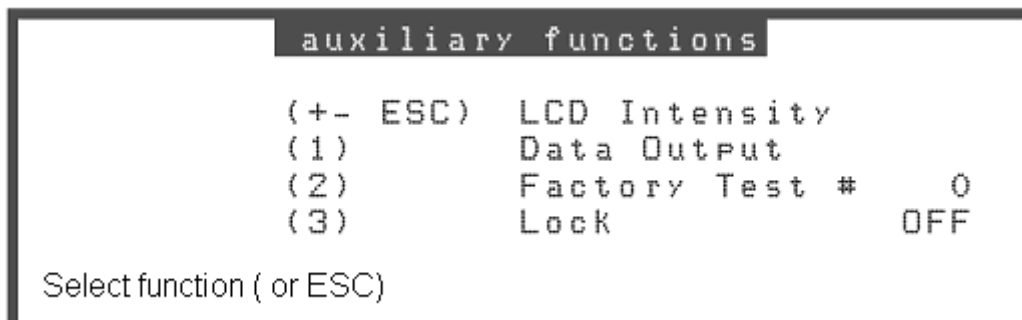 auxiliary functions
(+- ESC) LCD Intensity
(1) Data Output
(2) Factory Test # 0
(3) Lock OFF
Select function ( or ESC)